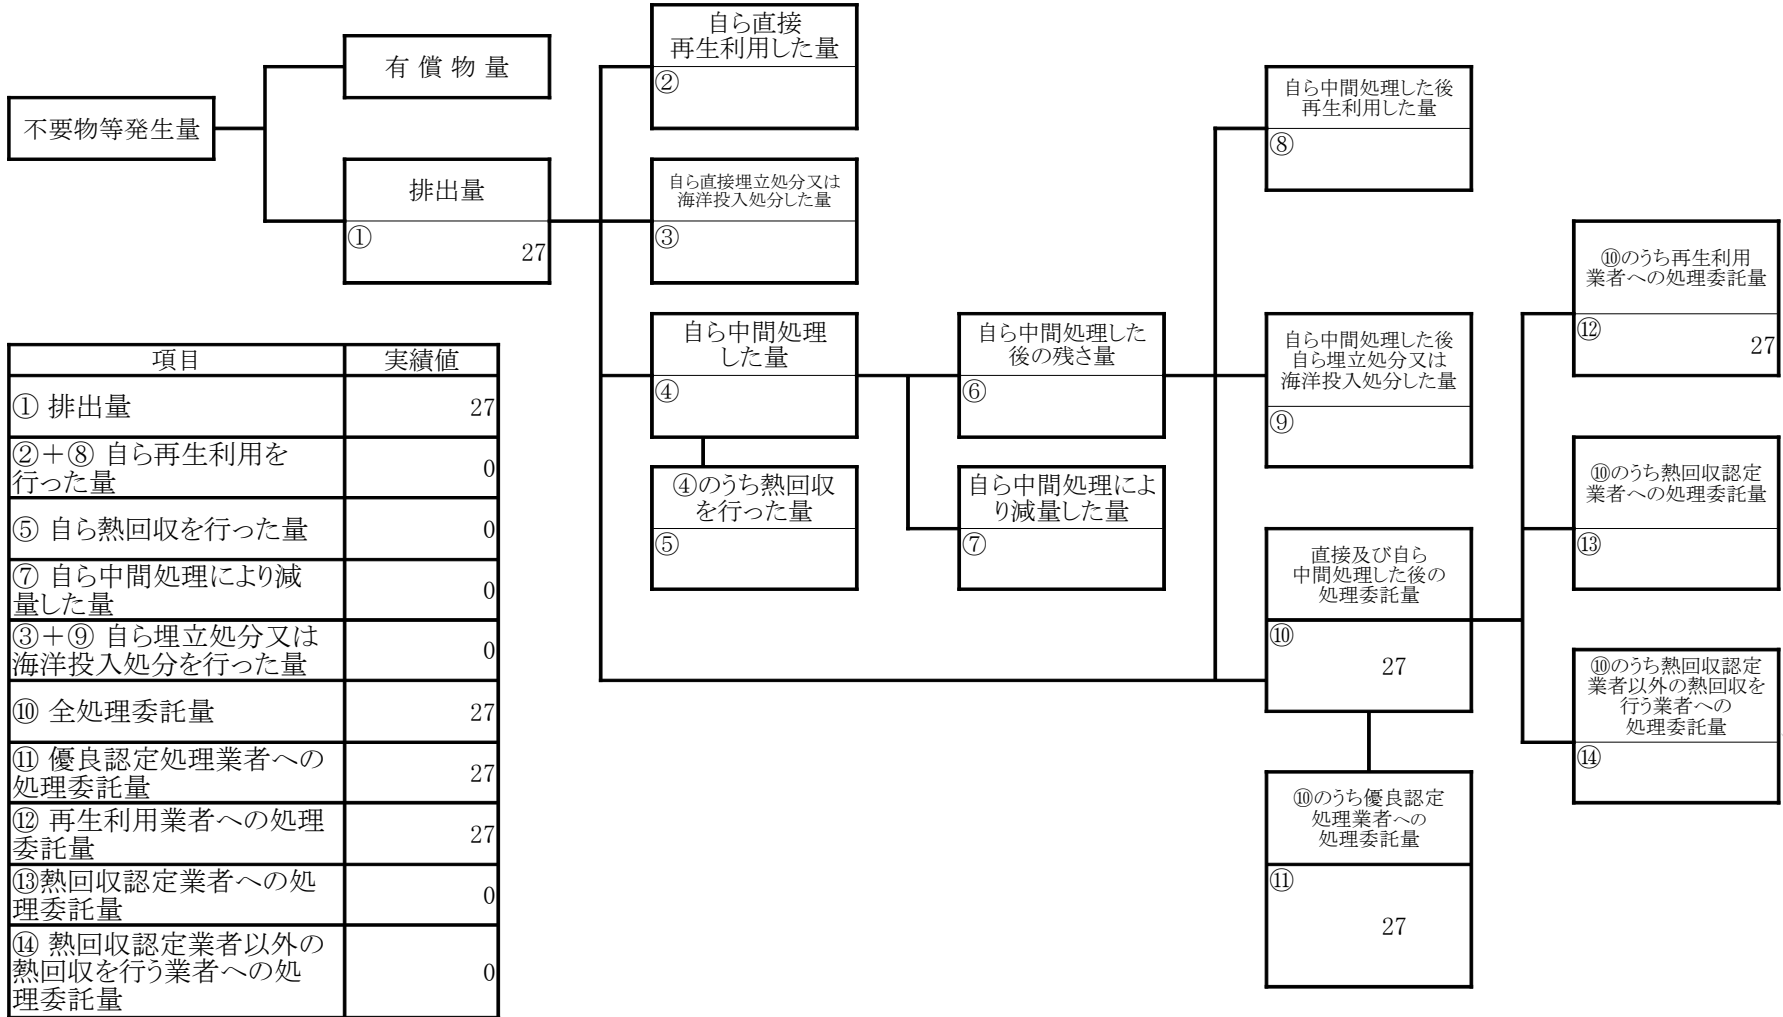 不要物等発生量
有 償 物 量
排出量
①
27
自ら直接
再生利用した量
②
自ら直接埋立処分又は
海洋投入処分した量
③
自ら中間処理
した量
④
④のうち熱回収
を行った量
⑤
自ら中間処理した
後の残さ量
⑥
自ら中間処理によ
り減量した量
⑦
自ら中間処理した後
再生利用した量
⑧
自ら中間処理した後
自ら埋立処分又は
海洋投入処分した量
⑨
直接及び自ら
中間処理した後の
処理委託量
⑩
27
⑩のうち優良認定
処理業者への
処理委託量
⑪
27
⑩のうち再生利用
業者への処理委託量
⑫
27
⑩のうち熱回収認定
業者への処理委託量
⑬
⑩のうち熱回収認定
業者以外の熱回収を
行う業者への
処理委託量
⑭
項目 実績値
① 排出量 27
②＋⑧ 自ら再生利用を
行った量 0
⑤ 自ら熱回収を行った量 0
⑦ 自ら中間処理により減
量した量 0
③＋⑨ 自ら埋立処分又は
海洋投入処分を行った量 0
⑩ 全処理委託量 27
⑪ 優良認定処理業者への
処理委託量 27
⑫ 再生利用業者への処理
委託量 27
⑬熱回収認定業者への処
理委託量 0
⑭ 熱回収認定業者以外の
熱回収を行う業者への処
理委託量 0